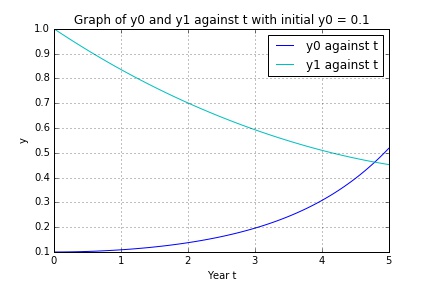 Graph of y0 and y1 against t with initial y0 = 0.1
y0 against t
y1 against t
1.0
0.9
0.8
0.7
0.6
0.5
0.4
0.3
0.2
0.1
y
0 1 2 3 4 5
Year t